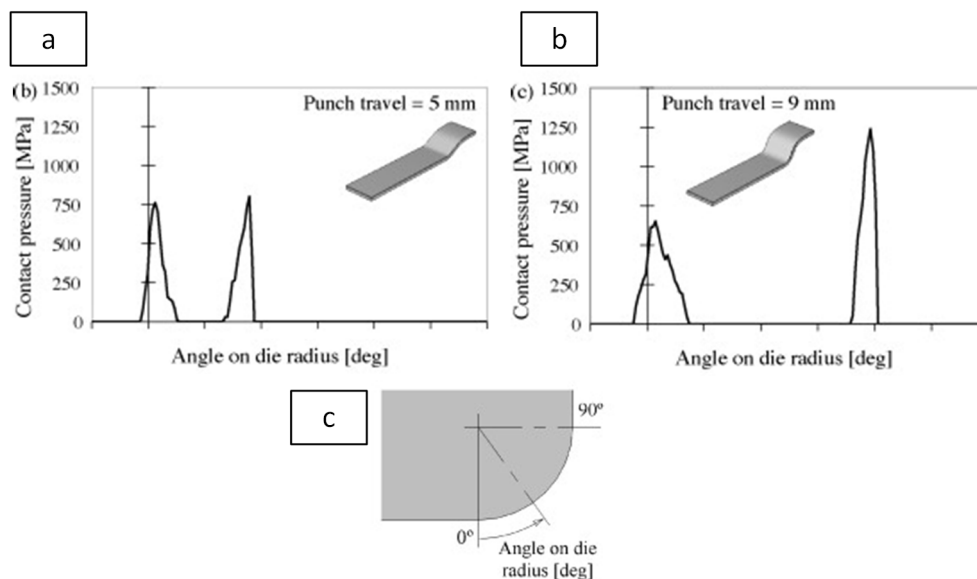 a
b
(b)
1500
1250
1000
750
500
250
0
Contact pressure [MPa]
Punch travel = 5 mm
Angle on die radius [deg]
(c)
1500
1250
1000
750
500
250
0
Contact pressure [MPa]
Punch travel = 9 mm
Angle on die radius [deg]
c
90º
0º
Angle on die
radius [deg]